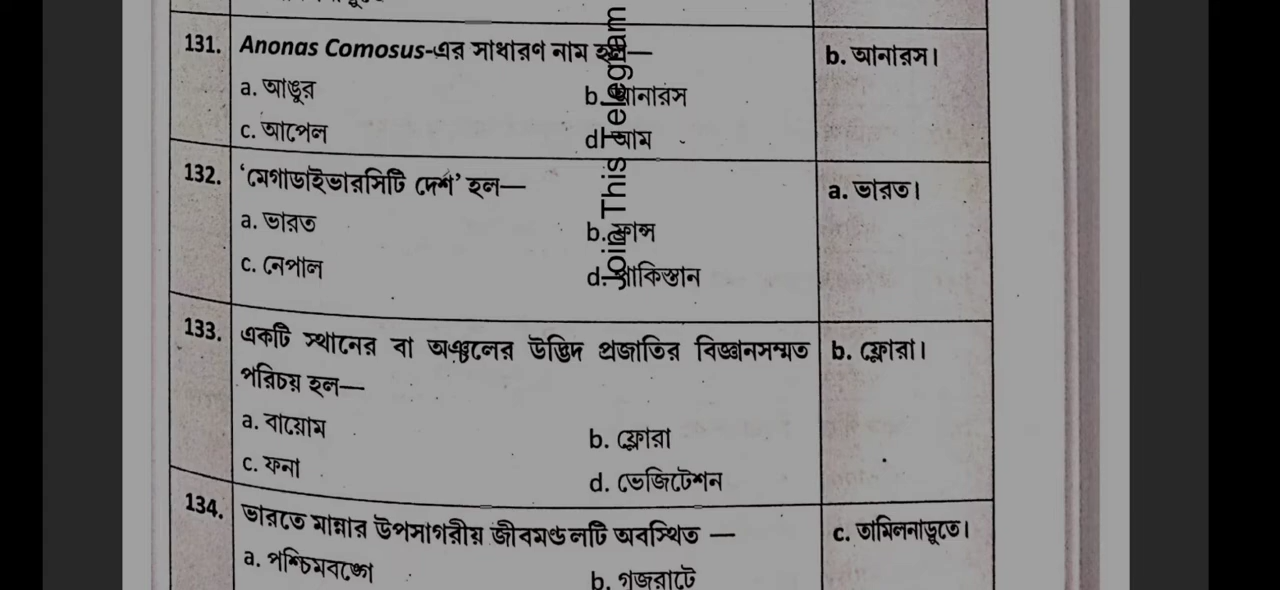 131. Anonas Comosus-এর সাধারণ নাম হল— b. আনারস।
a. আঙুর b. আনারস
c. আপেল d. আম
132. ‘মেগাডাইভারসিটি দেশ’ হল— a. ভারত।
a. ভারত b. ফ্রান্স
c. নেপাল d. পাকিস্তান
133. একটি স্থানের বা অঞ্চলের উদ্ভিদ প্রজাতির বিজ্ঞানসম্মত b. ফ্লোরা।
পরিচয় হল—
a. বায়োম b. ফ্লোরা
c. ফনা d. ভেজিটেশন
134. ভারতে মান্নার উপসাগরীয় জীবমণ্ডলটি অবস্থিত — c. তামিলনাড়ুতে।
a. পশ্চিমবঙ্গে b. গুজরাটে
Join This Telegram